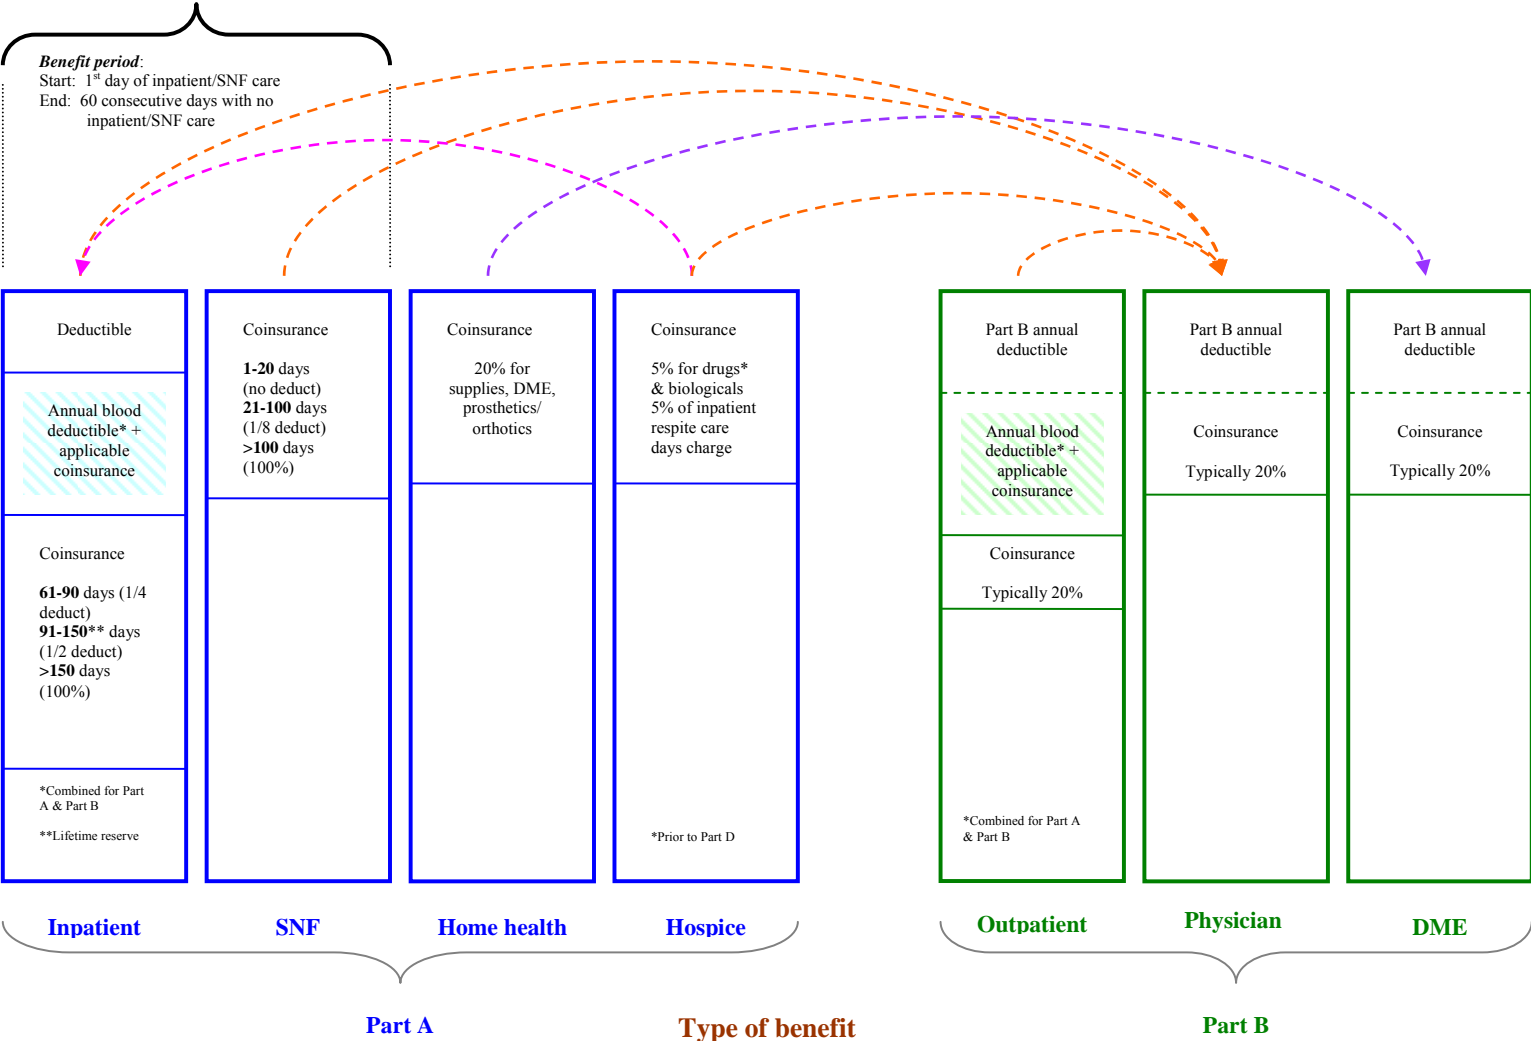 Benefit period:
Start: 1st day of inpatient/SNF care
End: 60 consecutive days with no
inpatient/SNF care
Deductible
Annual blood
deductible* +
applicable
coinsurance
Coinsurance
61-90 days (1/4
deduct)
91-150** days
(1/2 deduct)
>150 days
(100%)
*Combined for Part
A & Part B
**Lifetime reserve
Coinsurance
1-20 days
(no deduct)
21-100 days
(1/8 deduct)
>100 days
(100%)
Coinsurance
20% for
supplies, DME,
prosthetics/
orthotics
Coinsurance
5% for drugs*
& biologicals
5% of inpatient
respite care
days charge
*Prior to Part D
Part B annual
deductible
Annual blood
deductible* +
applicable
coinsurance
Coinsurance
Typically 20%
*Combined for Part A
& Part B
Part B annual
deductible
Coinsurance
Typically 20%
Part B annual
deductible
Coinsurance
Typically 20%
Inpatient
SNF
Home health
Hospice
Outpatient
Physician
DME
Part A
Type of benefit
Part B